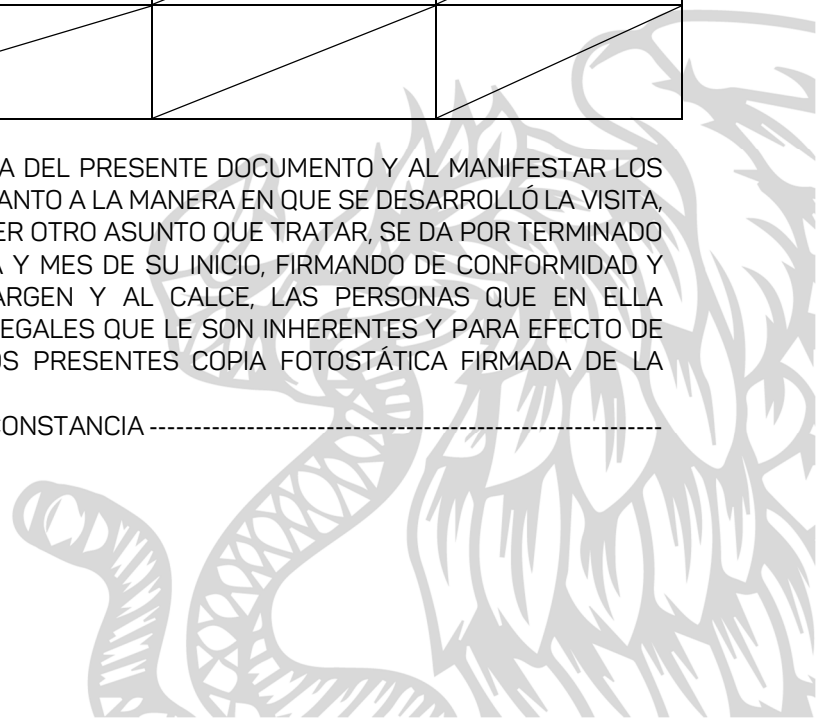 A DEL PRESENTE DOCUMENTO Y AL MANIFESTAR LOS
ANTO A LA MANERA EN QUE SE DESARROLLÓ LA VISITA,
ER OTRO ASUNTO QUE TRATAR, SE DA POR TERMINADO
A Y MES DE SU INICIO, FIRMANDO DE CONFORMIDAD Y
ARGEN Y AL CALCE, LAS PERSONAS QUE EN ELLA
EGALES QUE LE SON INHERENTES Y PARA EFECTO DE
OS PRESENTES COPIA FOTOSTÁTICA FIRMADA DE LA
CONSTANCIA ----------------------------------------------------------